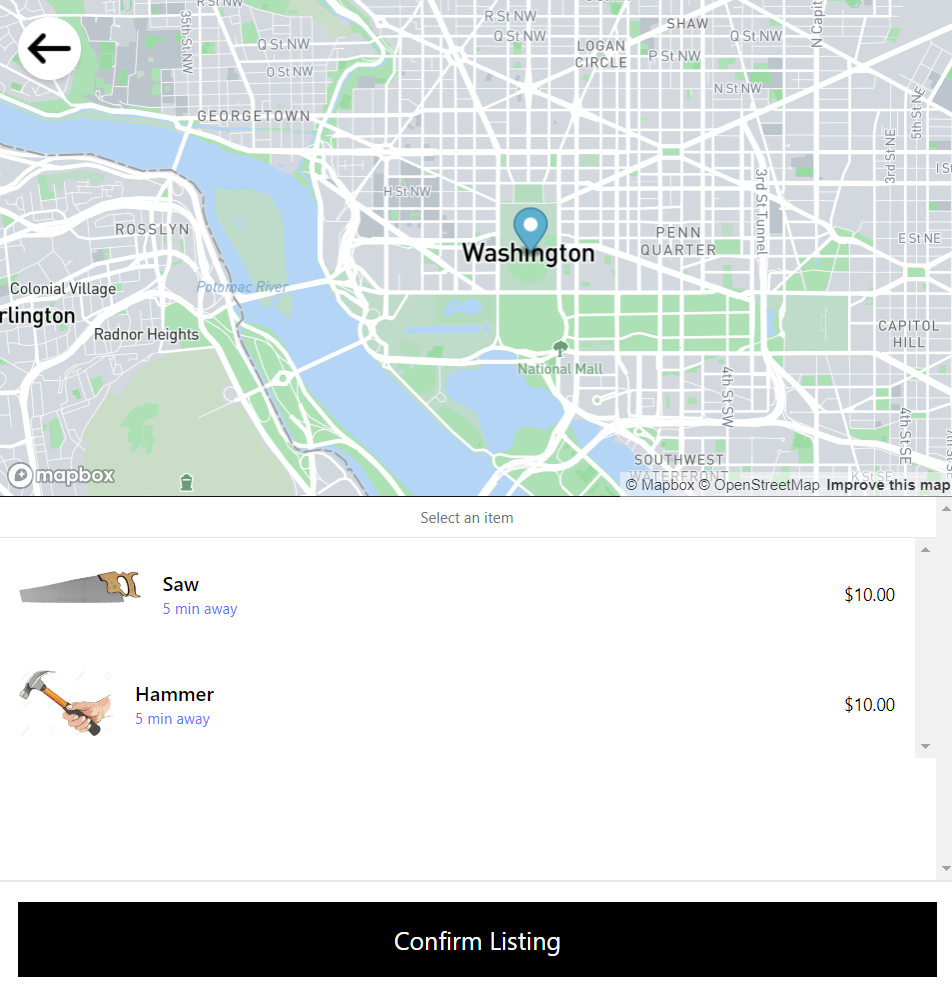 35th St NW
R St NW
R St NW
SHAW
Q St NW
Q St NW
Q St NW
N Capit
LOGAN
CIRCLE
P St NW
O St NW
N St NW
5th St NE
GEORGETOWN
3rd St NE
H St NW
3rd St Tunnel
I S
ROSSLYN
PENN
QUARTER
E St NE
Washington
Potomac River
Colonial Village
rlington
Radnor Heights
CAPITOL
HILL
National Mall
4th St SW
4th St SE
SOUTHWEST
WATERFRONT
K St SE
mapbox
© Mapbox © OpenStreetMap Improve this map
Select an item
Saw
5 min away
$10.00
Hammer
5 min away
$10.00
Confirm Listing